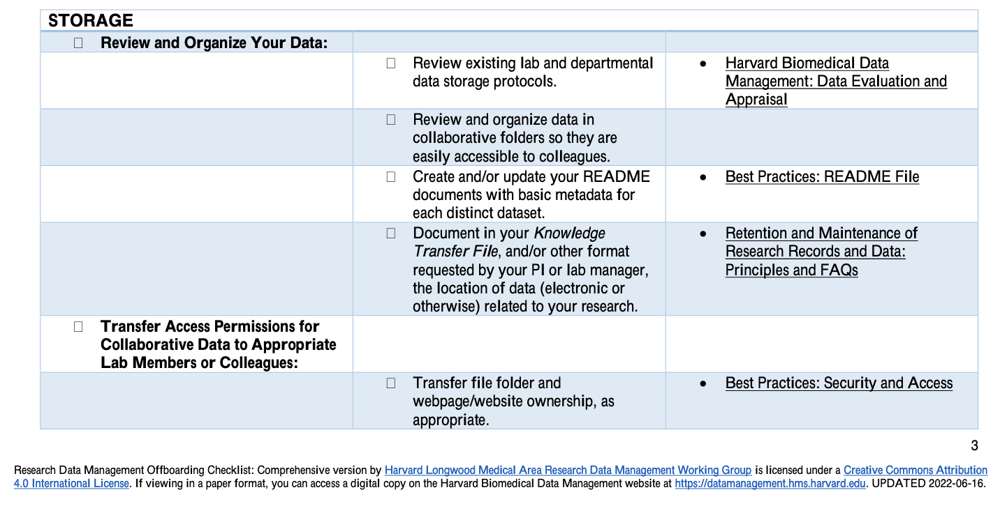 STORAGE
☐ Review and Organize Your Data:
☐ Review existing lab and departmental
data storage protocols.
• Harvard Biomedical Data
Management: Data Evaluation and
Appraisal
☐ Review and organize data in
collaborative folders so they are
easily accessible to colleagues.
☐ Create and/or update your README
documents with basic metadata for
each distinct dataset.
• Best Practices: README File
☐ Document in your Knowledge
Transfer File, and/or other format
requested by your PI or lab manager,
the location of data (electronic or
otherwise) related to your research.
• Retention and Maintenance of
Research Records and Data:
Principles and FAQs
☐ Transfer Access Permissions for
Collaborative Data to Appropriate
Lab Members or Colleagues:
☐ Transfer file folder and
webpage/website ownership, as
appropriate.
• Best Practices: Security and Access
3
Research Data Management Offboarding Checklist: Comprehensive version by Harvard Longwood Medical Area Research Data Management Working Group is licensed under a Creative Commons Attribution
4.0 International License. If viewing in a paper format, you can access a digital copy on the Harvard Biomedical Data Management website at https://datamanagement.hms.harvard.edu. UPDATED 2022-06-16.